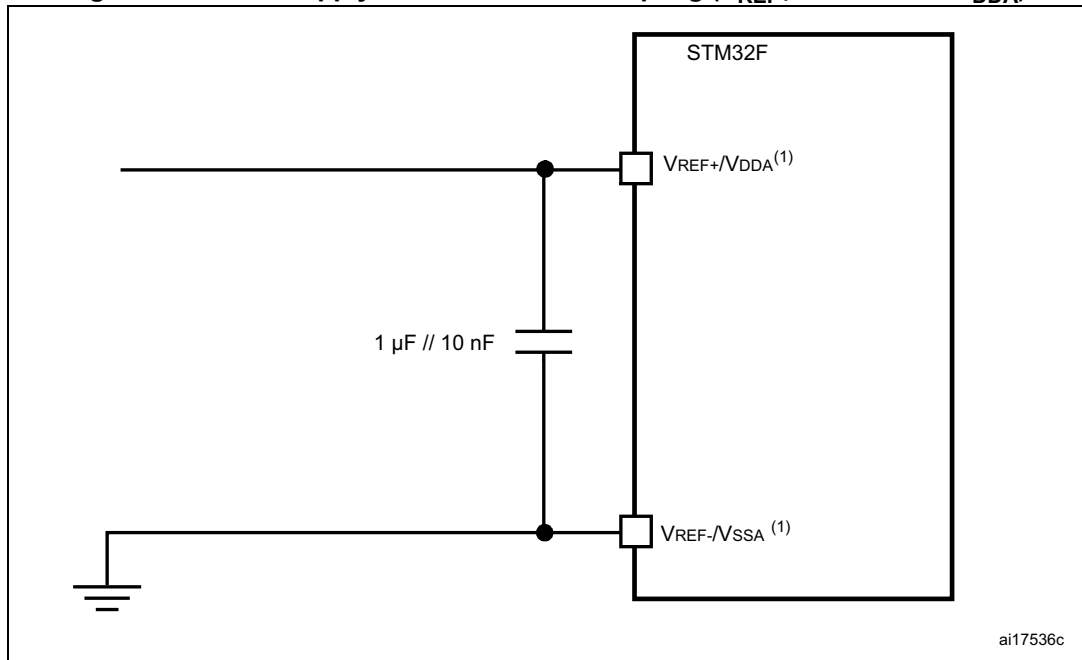 STM32F
VREF+/VDDA(1)
1 µF // 10 nF
VREF-/VSSA (1)
ai17536c